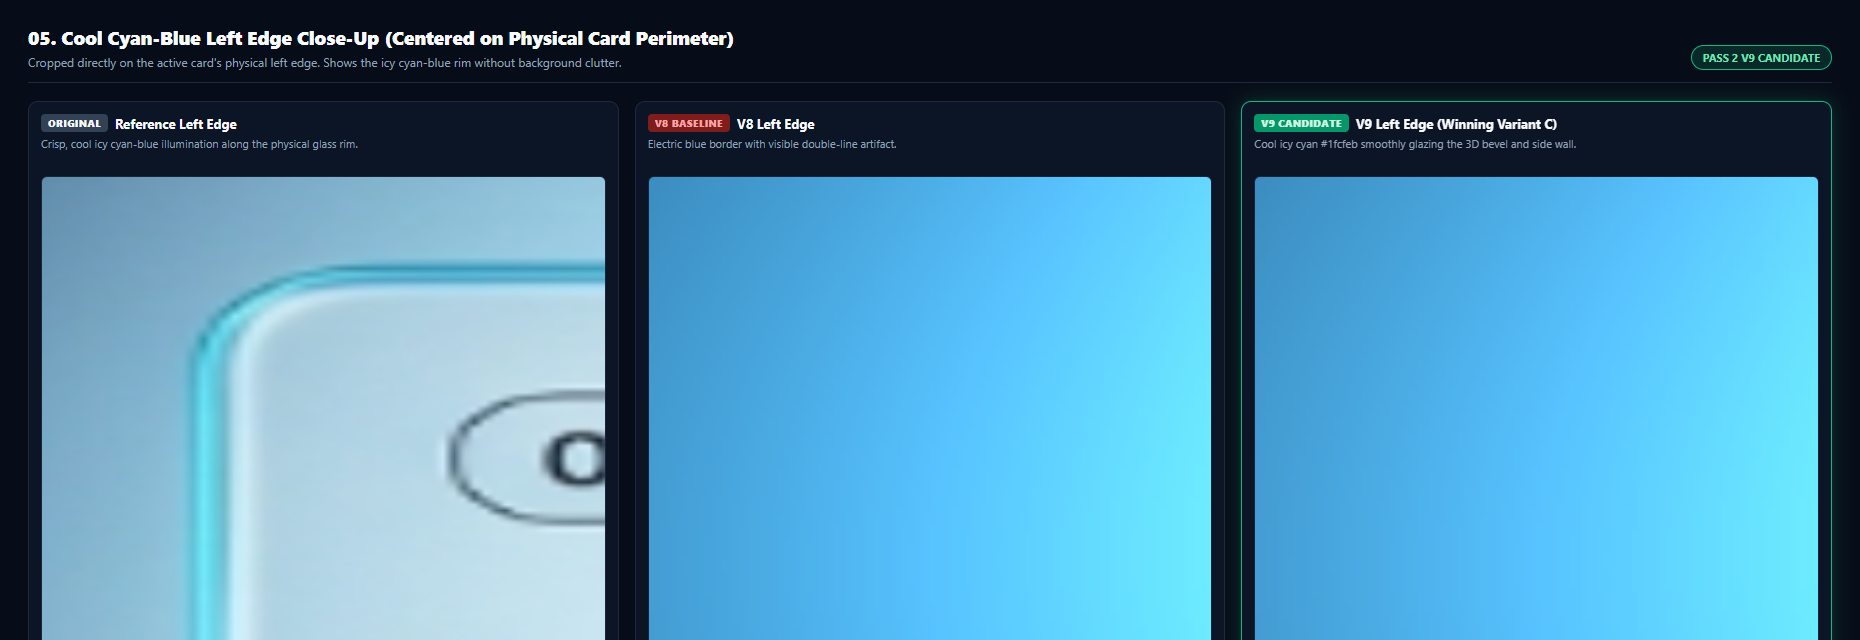 05. Cool Cyan-Blue Left Edge Close-Up (Centered on Physical Card Perimeter)
Cropped directly on the active card's physical left edge. Shows the icy cyan-blue rim without background clutter.
PASS 2 V9 CANDIDATE
ORIGINAL Reference Left Edge
Crisp, cool icy cyan-blue illumination along the physical glass rim.
V8 BASELINE V8 Left Edge
Electric blue border with visible double-line artifact.
V9 CANDIDATE V9 Left Edge (Winning Variant C)
Cool icy cyan #1fcfeb smoothly glazing the 3D bevel and side wall.
O